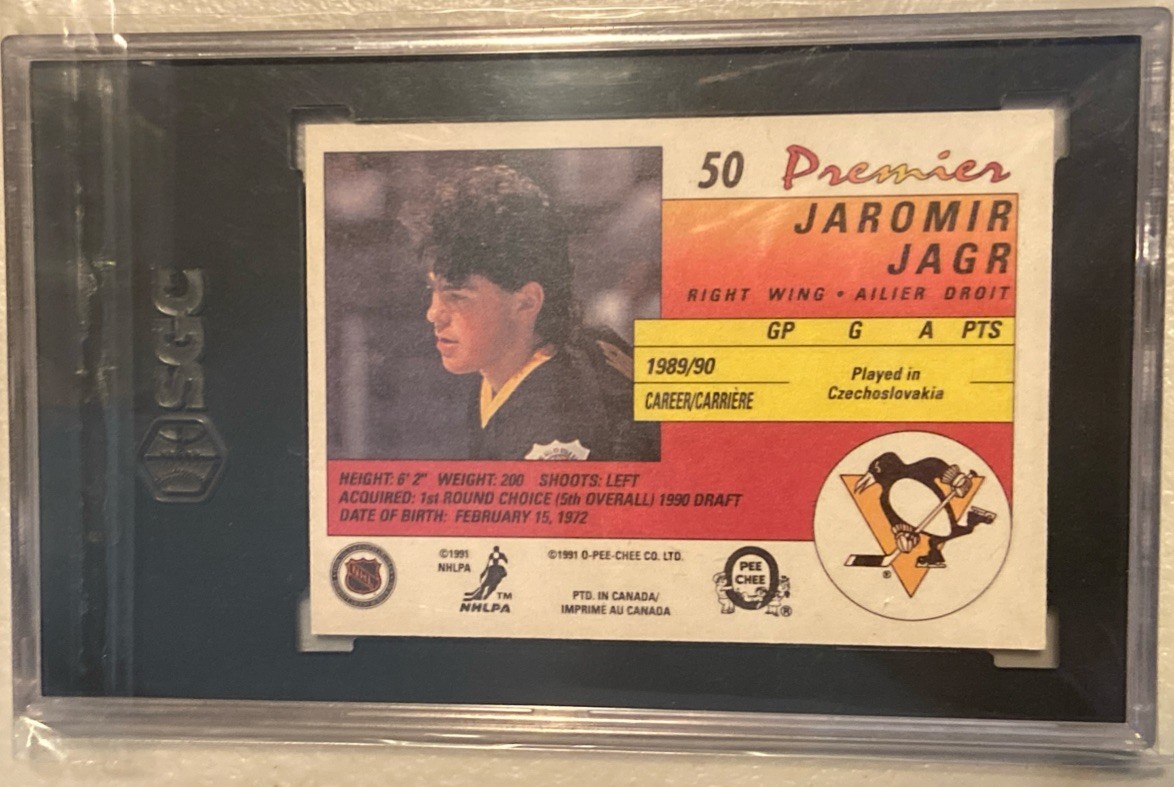 SGC
50 Premier
JAROMIR
JAGR
RIGHT WING • AILIER DROIT
GP G A PTS
1989/90
CAREER/CARRIÈRE
Played in
Czechoslovakia
HEIGHT: 6' 2" WEIGHT: 200 SHOOTS: LEFT
ACQUIRED: 1st ROUND CHOICE (5th OVERALL) 1990 DRAFT
DATE OF BIRTH: FEBRUARY 15, 1972
NHL
©1991
NHLPA
TM
NHLPA
©1991 O-PEE-CHEE CO. LTD.
PTD. IN CANADA/
IMPRIMÉ AU CANADA
O
PEE
CHEE
®
®